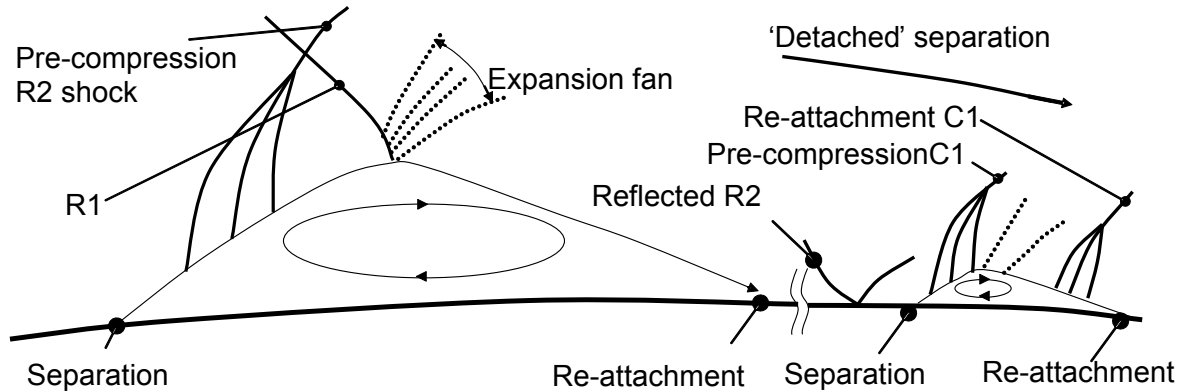 Pre-compression
R2 shock
R1
Expansion fan
'Detached' separation
Re-attachment C1
Pre-compressionC1
Reflected R2
Separation
Re-attachment
Separation
Re-attachment